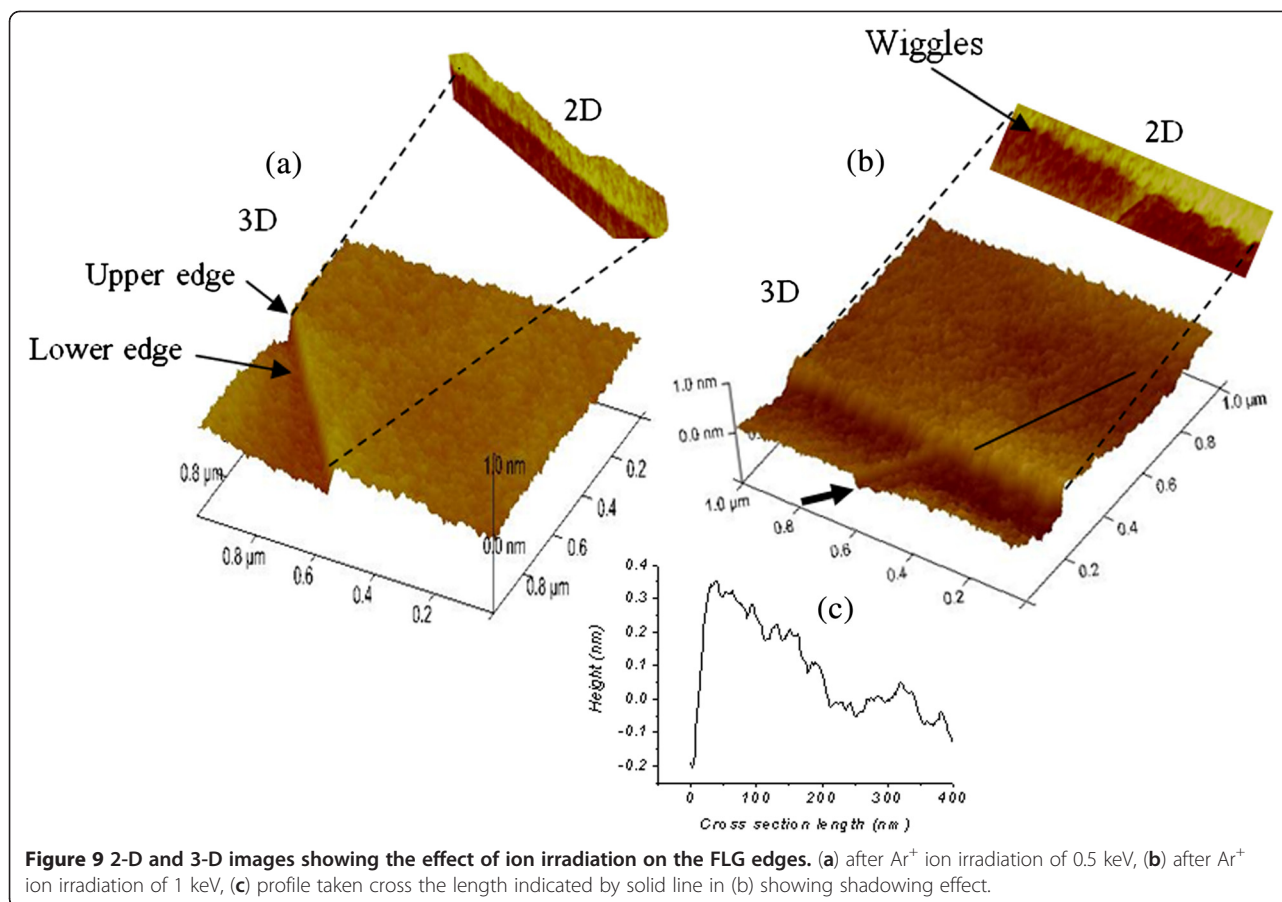 Wiggles
2D
2D
(a)
(b)
3D
3D
Upper edge
Lower edge
1.0 nm
0.0 nm
1.0 nm
0.0 nm
0.8 µm
0.8 µm
0.6
0.4
0.2
0.2
0.4
0.6
0.8 µm
1.0 µm
0.8
0.6
0.4
0.2
1.0 µm
0.8
0.6
0.4
0.2
(c)
Height (nm)
0.4
0.3
0.2
0.1
0.0
-0.1
-0.2
0 100 200 300 400
Cross section length (nm)
Figure 9 2-D and 3-D images showing the effect of ion irradiation on the FLG edges. (a) after Ar⁺ ion irradiation of 0.5 keV, (b) after Ar⁺
ion irradiation of 1 keV, (c) profile taken cross the length indicated by solid line in (b) showing shadowing effect.